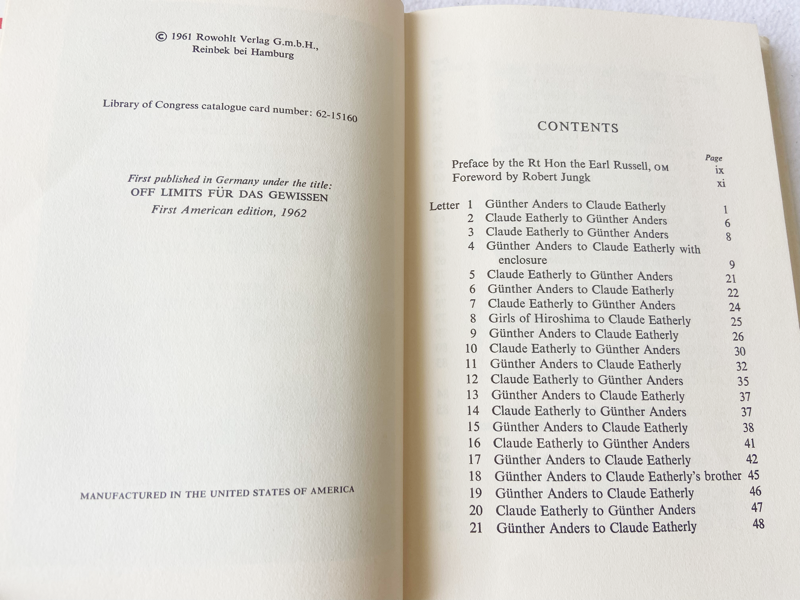 © 1961 Rowohlt Verlag G.m.b.H.,
Reinbek bei Hamburg
Library of Congress catalogue card number: 62-15160
First published in Germany under the title:
OFF LIMITS FÜR DAS GEWISSEN
First American edition, 1962
MANUFACTURED IN THE UNITED STATES OF AMERICA
CONTENTS
Page
Preface by the Rt Hon the Earl Russell, OM ix
Foreword by Robert Jungk xi
Letter 1 Günther Anders to Claude Eatherly 1
2 Claude Eatherly to Günther Anders 6
3 Claude Eatherly to Günther Anders 8
4 Günther Anders to Claude Eatherly with
enclosure 9
5 Claude Eatherly to Günther Anders 21
6 Günther Anders to Claude Eatherly 22
7 Claude Eatherly to Günther Anders 24
8 Girls of Hiroshima to Claude Eatherly 25
9 Günther Anders to Claude Eatherly 26
10 Claude Eatherly to Günther Anders 30
11 Günther Anders to Claude Eatherly 32
12 Claude Eatherly to Günther Anders 35
13 Günther Anders to Claude Eatherly 37
14 Claude Eatherly to Günther Anders 37
15 Günther Anders to Claude Eatherly 38
16 Claude Eatherly to Günther Anders 41
17 Günther Anders to Claude Eatherly 42
18 Günther Anders to Claude Eatherly's brother 45
19 Günther Anders to Claude Eatherly 46
20 Claude Eatherly to Günther Anders 47
21 Günther Anders to Claude Eatherly 48